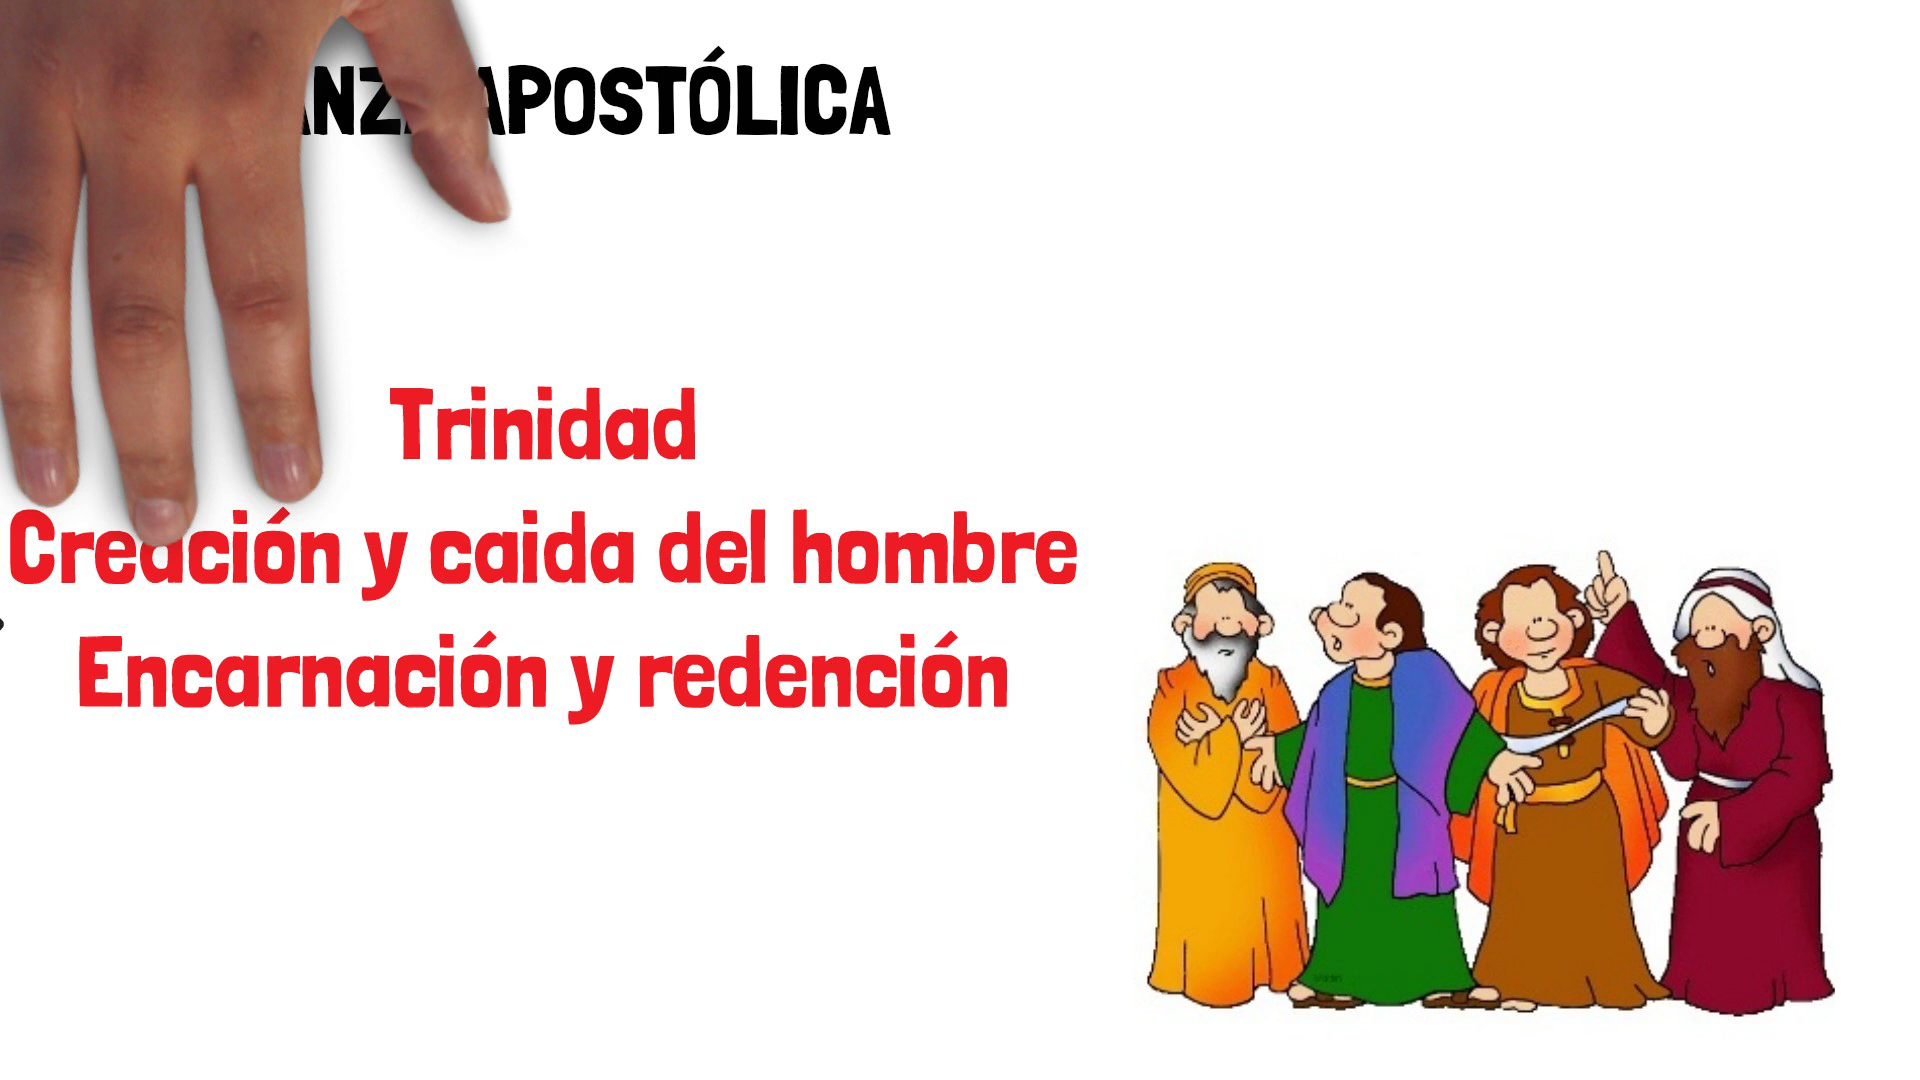 APOSTÓLICA
Trinidad
Creación y caida del hombre
Encarnación y redención